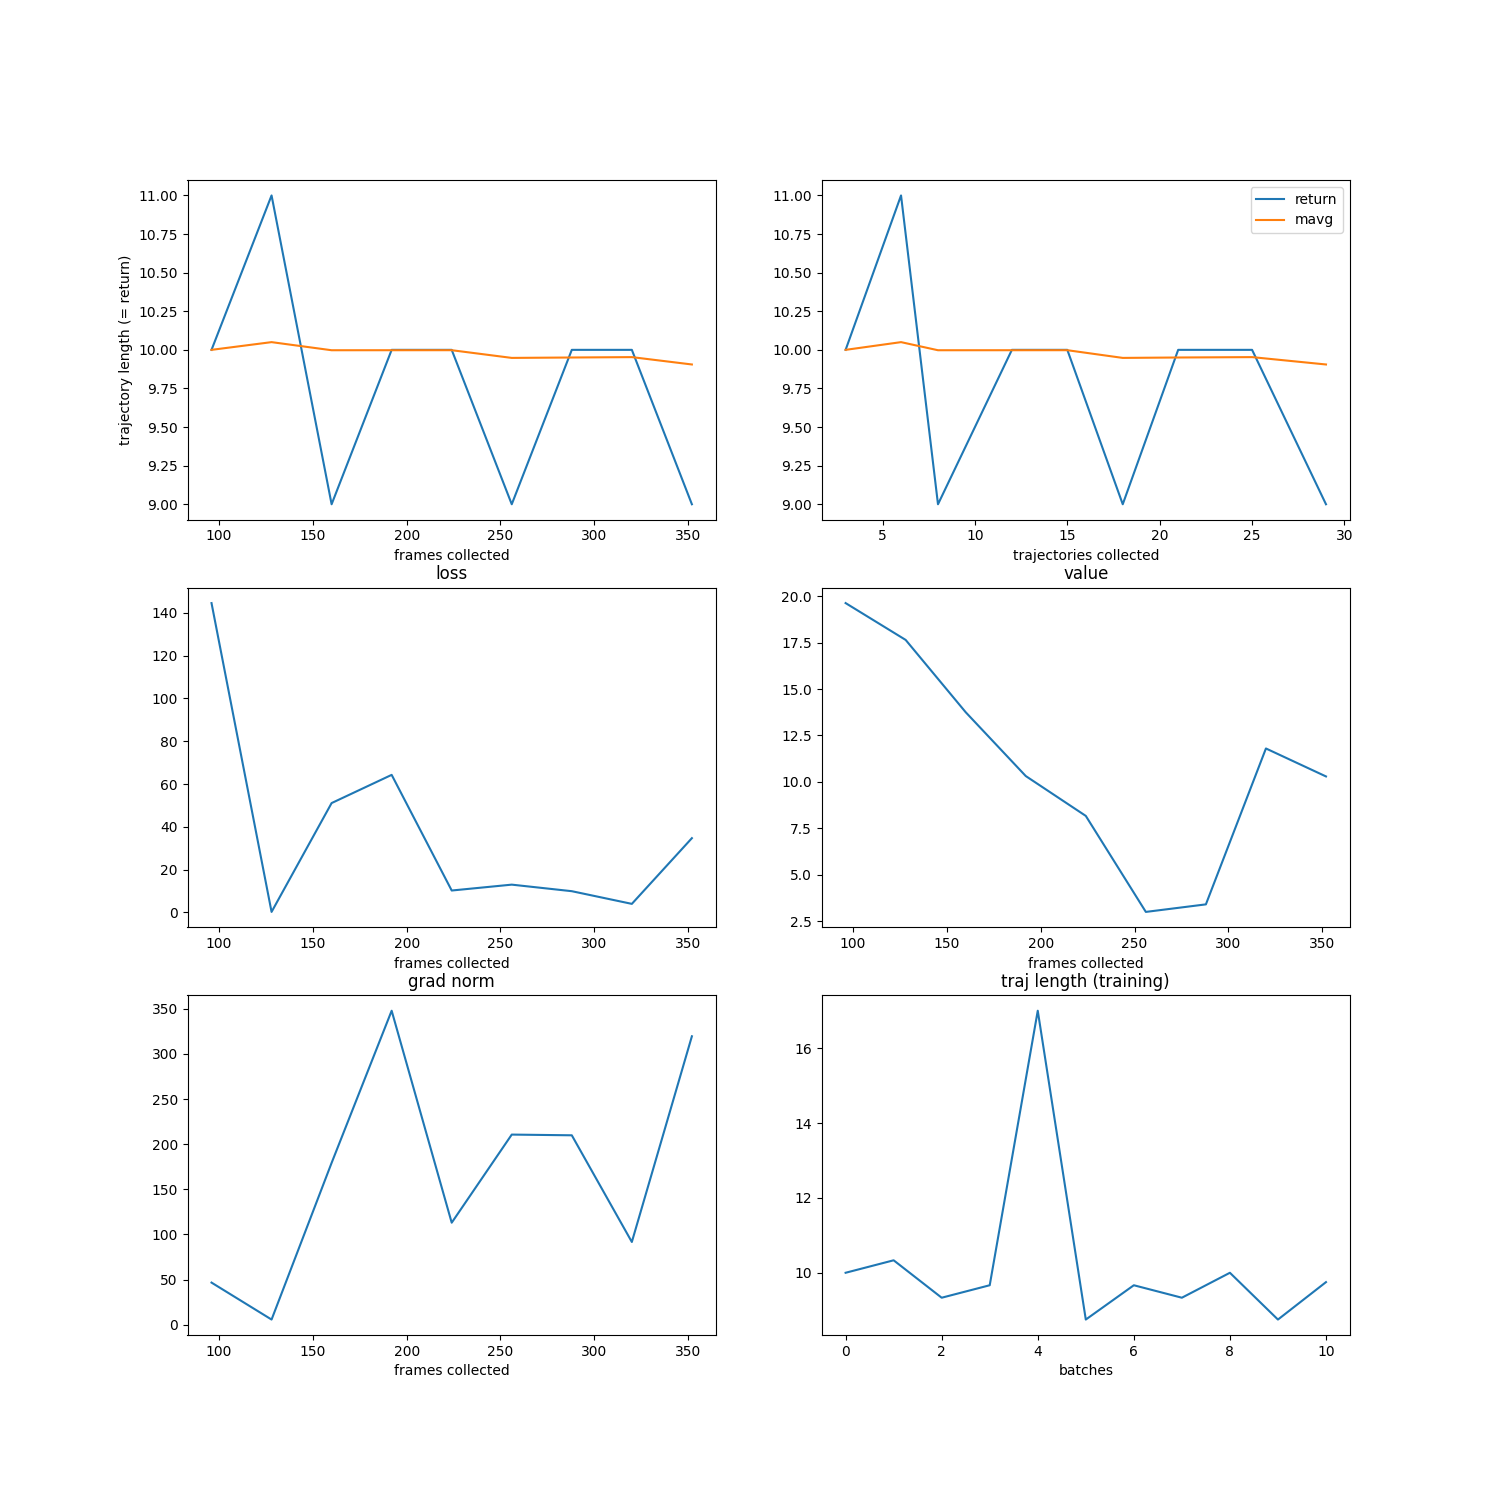 11.00
10.75
10.50
10.25
10.00
9.75
9.50
9.25
9.00
trajectory length (= return)
100 150 200 250 300 350
frames collected
11.00
10.75
10.50
10.25
10.00
9.75
9.50
9.25
9.00
return
mavg
5 10 15 20 25 30
trajectories collected
loss
140
120
100
80
60
40
20
0
100 150 200 250 300 350
frames collected
value
20.0
17.5
15.0
12.5
10.0
7.5
5.0
2.5
100 150 200 250 300 350
frames collected
grad norm
350
300
250
200
150
100
50
0
100 150 200 250 300 350
frames collected
traj length (training)
16
14
12
10
0 2 4 6 8 10
batches